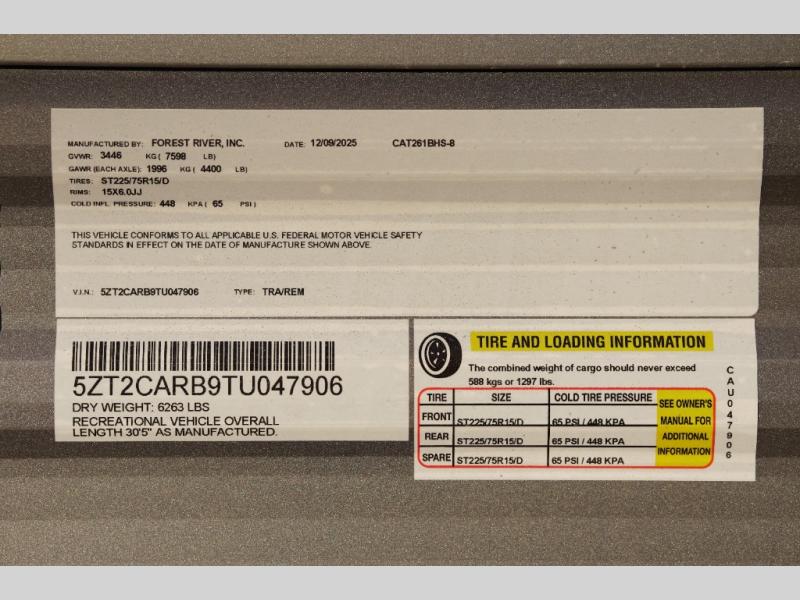 MANUFACTURED BY: FOREST RIVER, INC. DATE: 12/09/2025 CAT261BHS-8
GVWR: 3446 KG ( 7598 LB)
GAWR (EACH AXLE): 1996 KG ( 4400 LB)
TIRES: ST225/75R15/D
RIMS: 15X6.0JJ
COLD INFL. PRESSURE: 448 KPA ( 65 PSI )
THIS VEHICLE CONFORMS TO ALL APPLICABLE U.S. FEDERAL MOTOR VEHICLE SAFETY
STANDARDS IN EFFECT ON THE DATE OF MANUFACTURE SHOWN ABOVE.
V.I.N.: 5ZT2CARB9TU047906 TYPE: TRA/REM
5ZT2CARB9TU047906
DRY WEIGHT: 6263 LBS
RECREATIONAL VEHICLE OVERALL
LENGTH 30'5" AS MANUFACTURED.
TIRE AND LOADING INFORMATION
The combined weight of cargo should never exceed
588 kgs or 1297 lbs.
TIRE SIZE COLD TIRE PRESSURE
FRONT ST225/75R15/D 65 PSI / 448 KPA
REAR ST225/75R15/D 65 PSI / 448 KPA
SPARE ST225/75R15/D 65 PSI / 448 KPA
SEE OWNER'S
MANUAL FOR
ADDITIONAL
INFORMATION
CAU047906